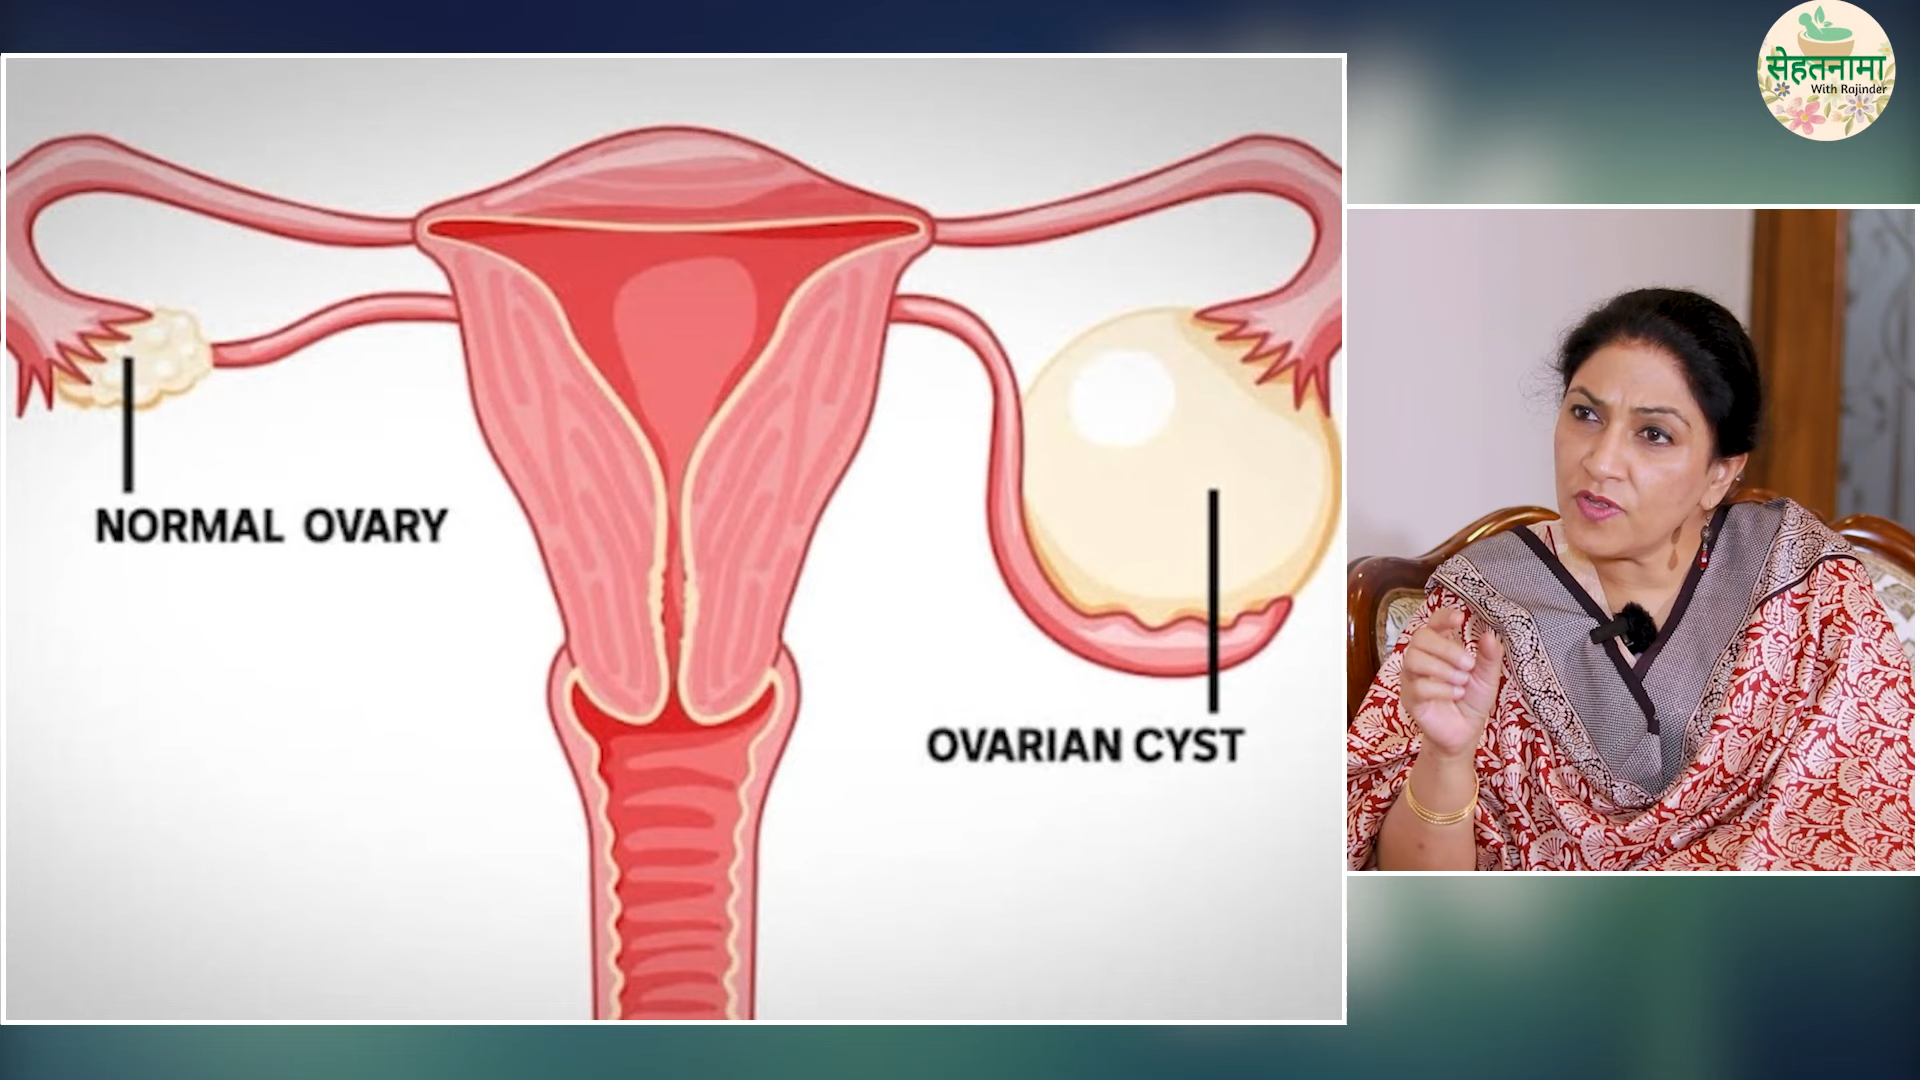 सेहतनामा
With Rajinder
NORMAL OVARY
OVARIAN CYST